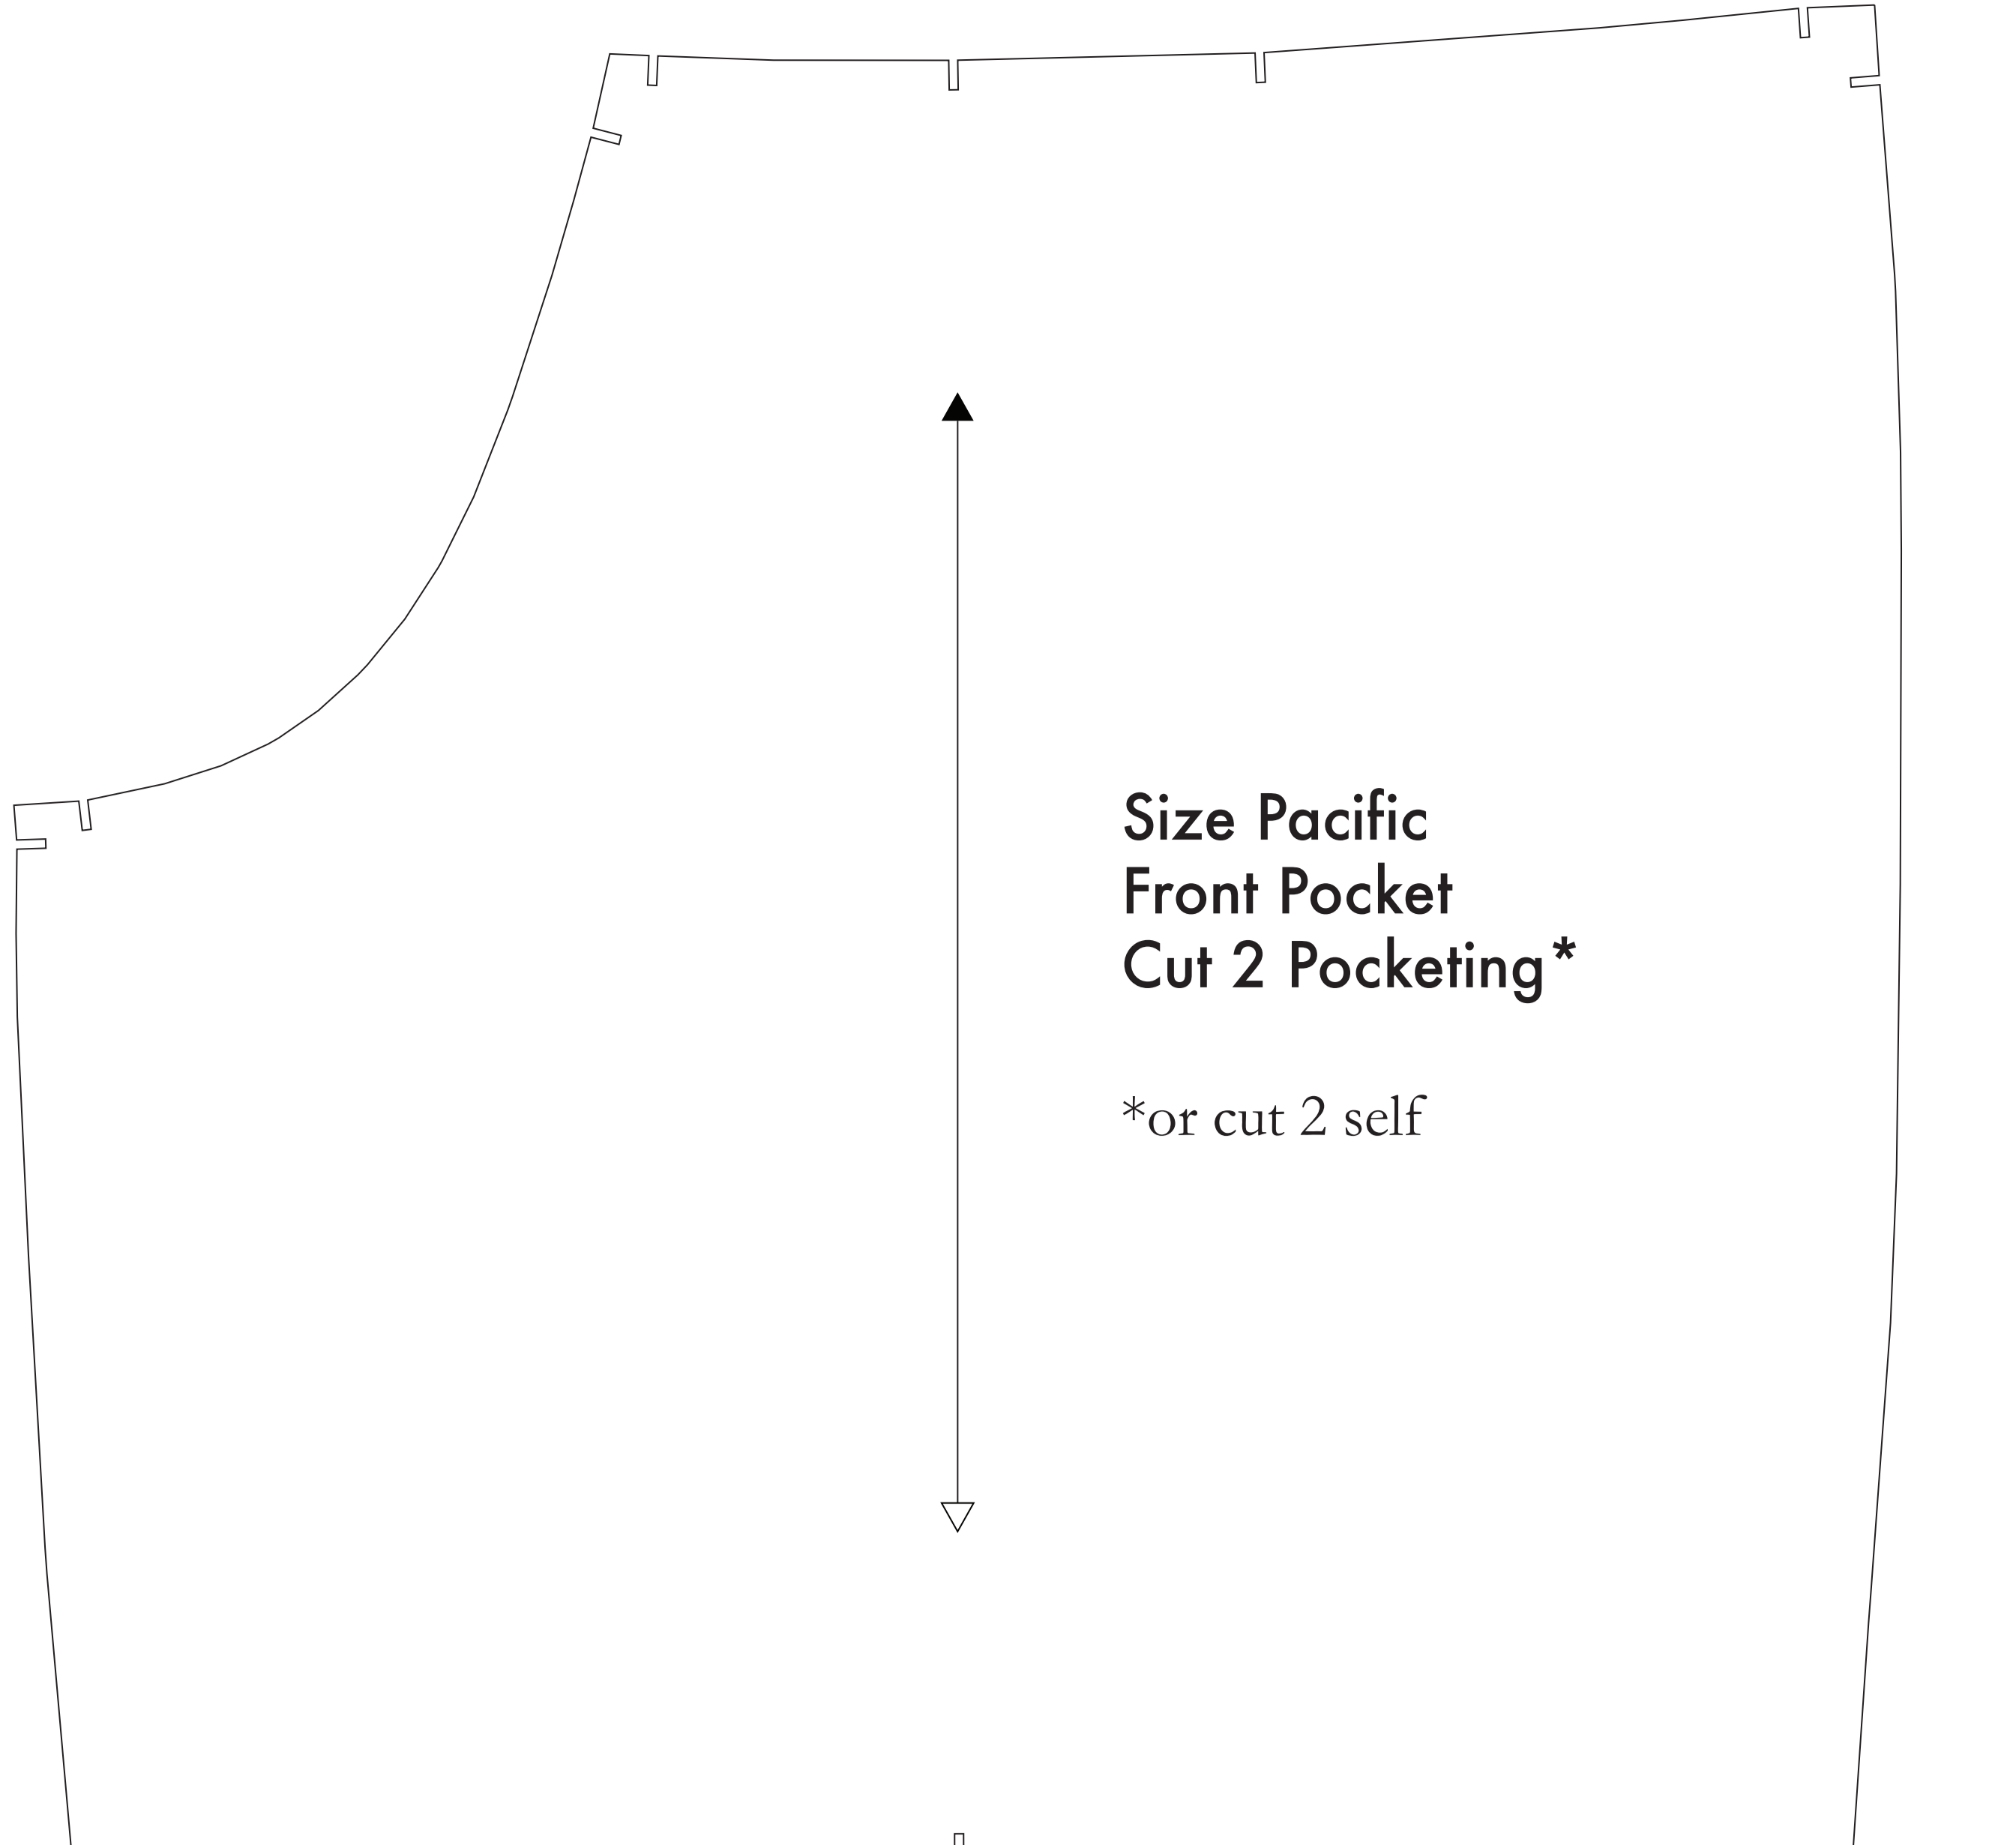 Size Pacific
Front Pocket
Cut 2 Pocketing*
*or cut 2 self